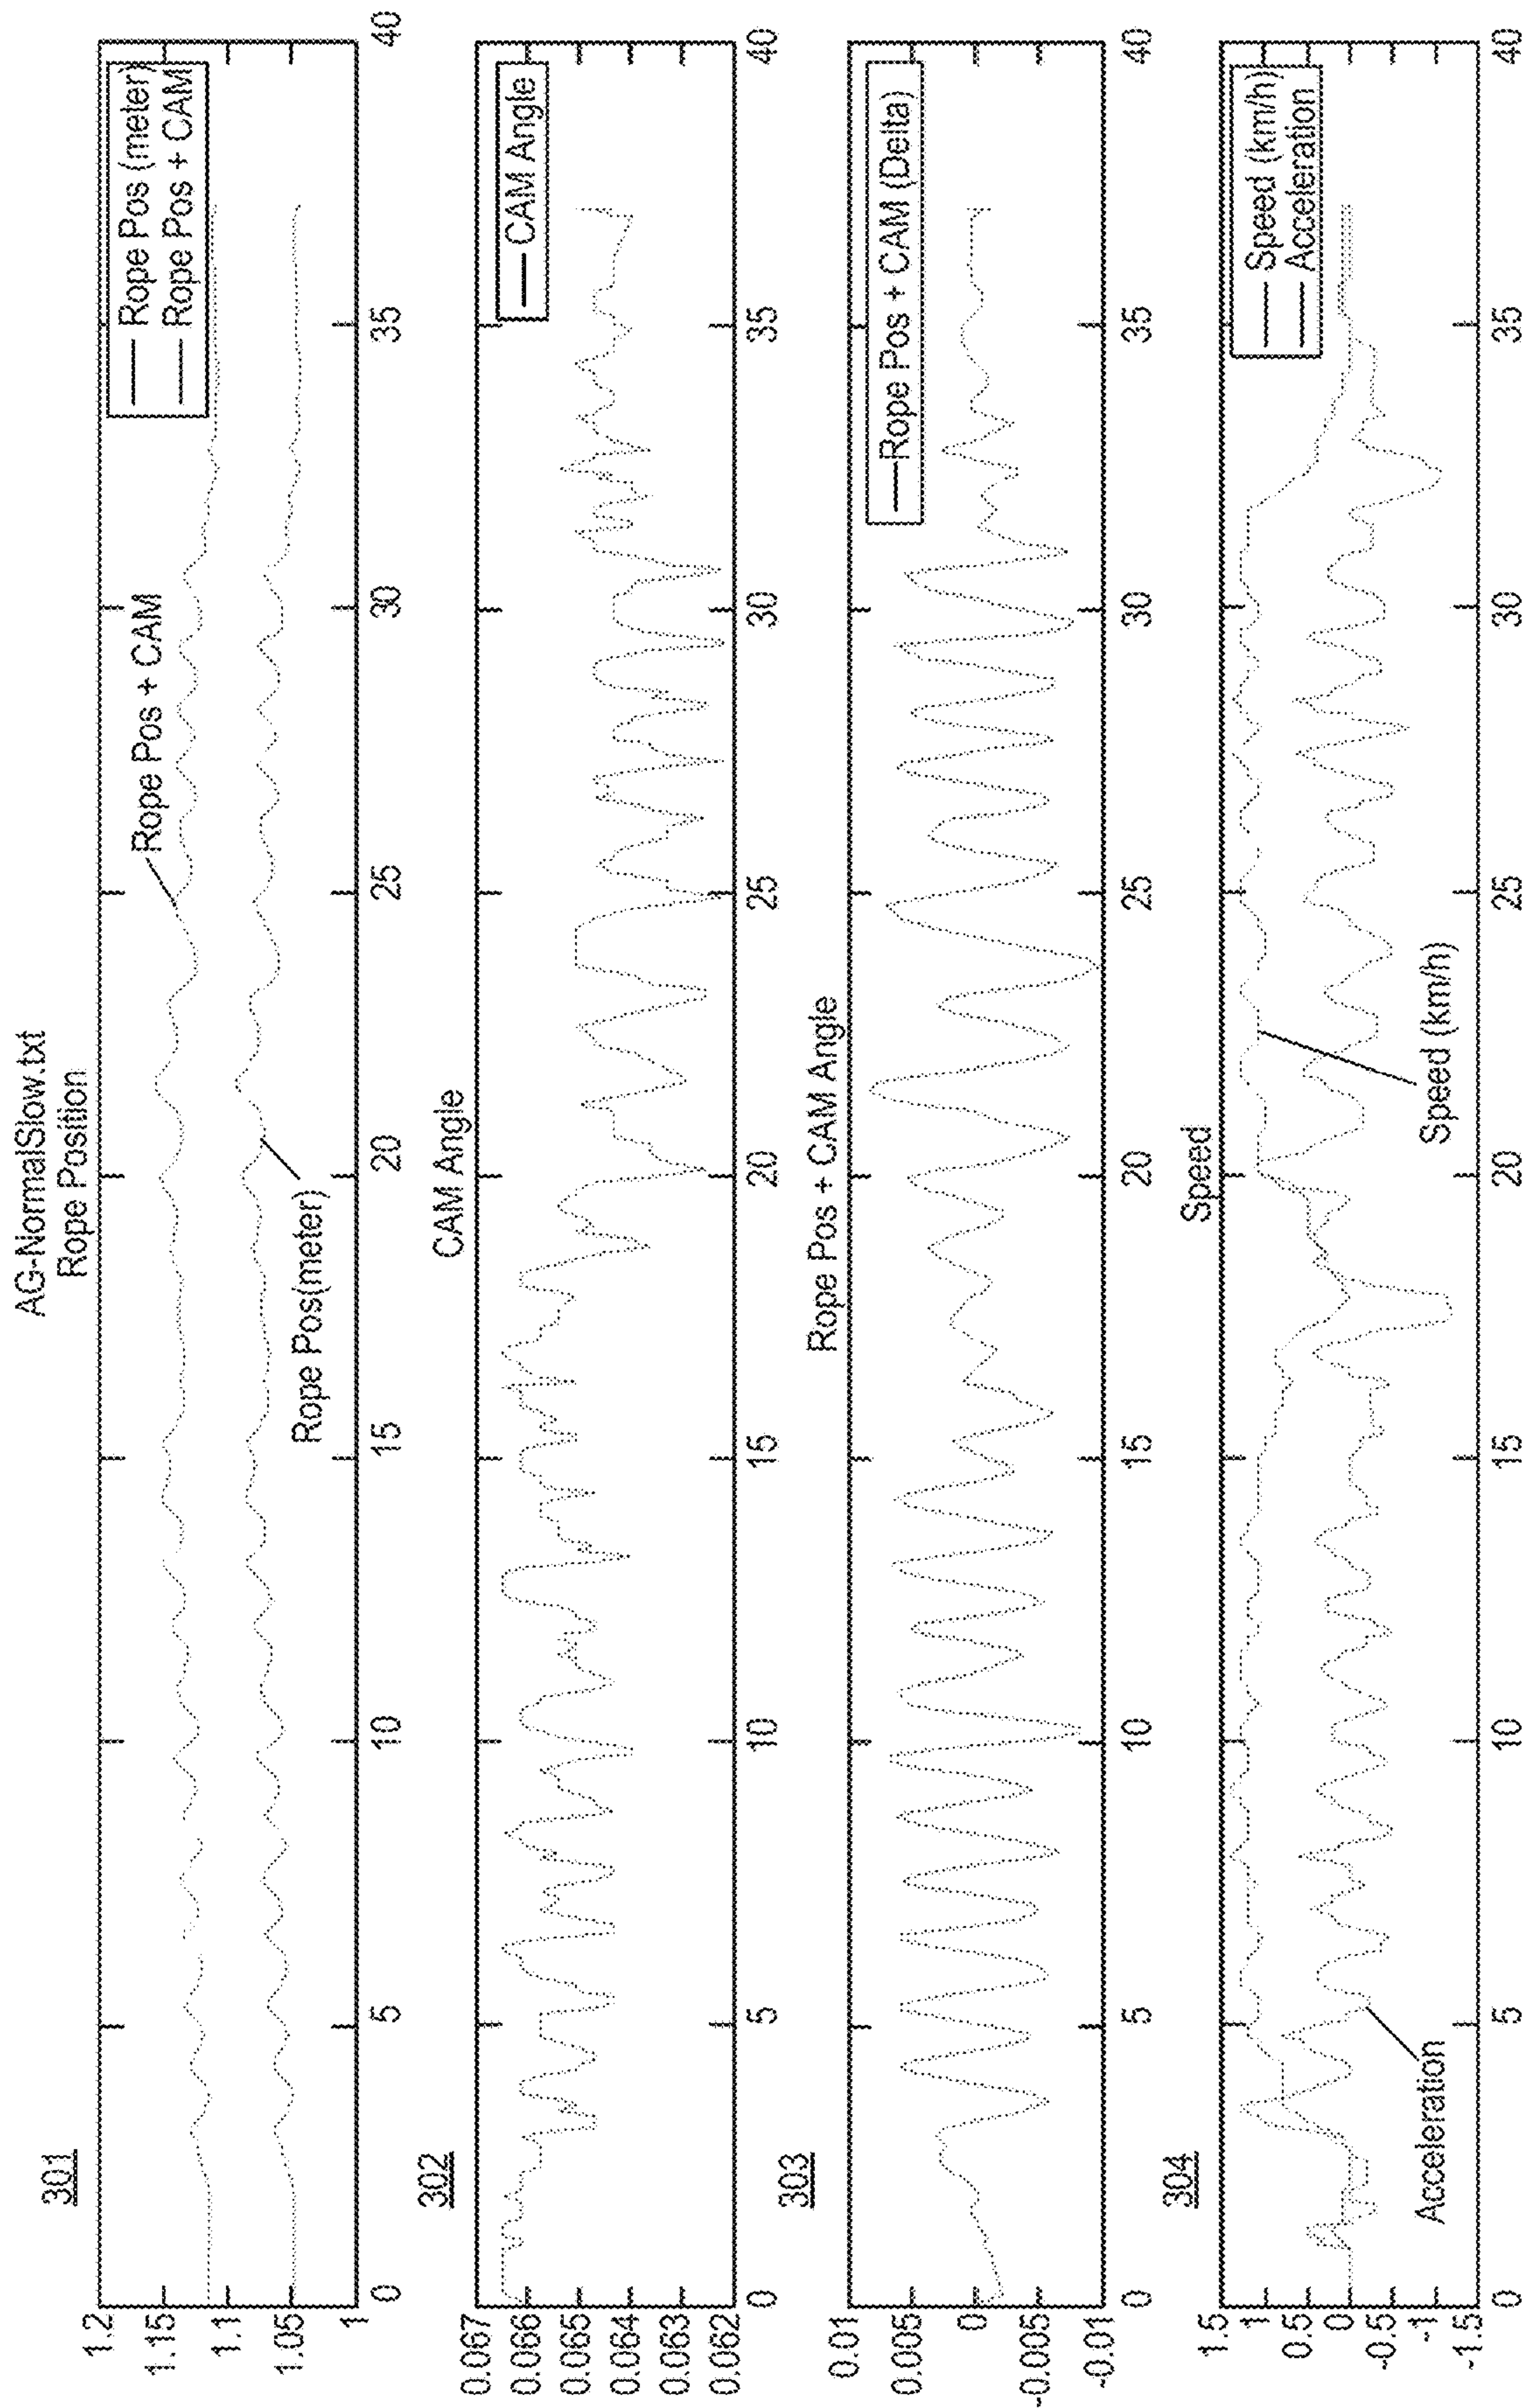 AG-NormalSlow.txt
Rope Position
301
1.2
1.15
1.1
1.05
1
Rope Pos + CAM
Rope Pos(meter)
Rope Pos (meter)
Rope Pos + CAM
0 5 10 15 20 25 30 35 40
CAM Angle
302
0.067
0.066
0.065
0.064
0.063
0.062
CAM Angle
0 5 10 15 20 25 30 35 40
Rope Pos + CAM Angle
303
0.01
0.005
0
-0.005
-0.01
Rope Pos + CAM (Delta)
0 5 10 15 20 25 30 35 40
Speed
304
1.5
1
0.5
0
-0.5
-1
-1.5
Speed (km/h)
Acceleration
Acceleration
Speed (km/h)
0 5 10 15 20 25 30 35 40